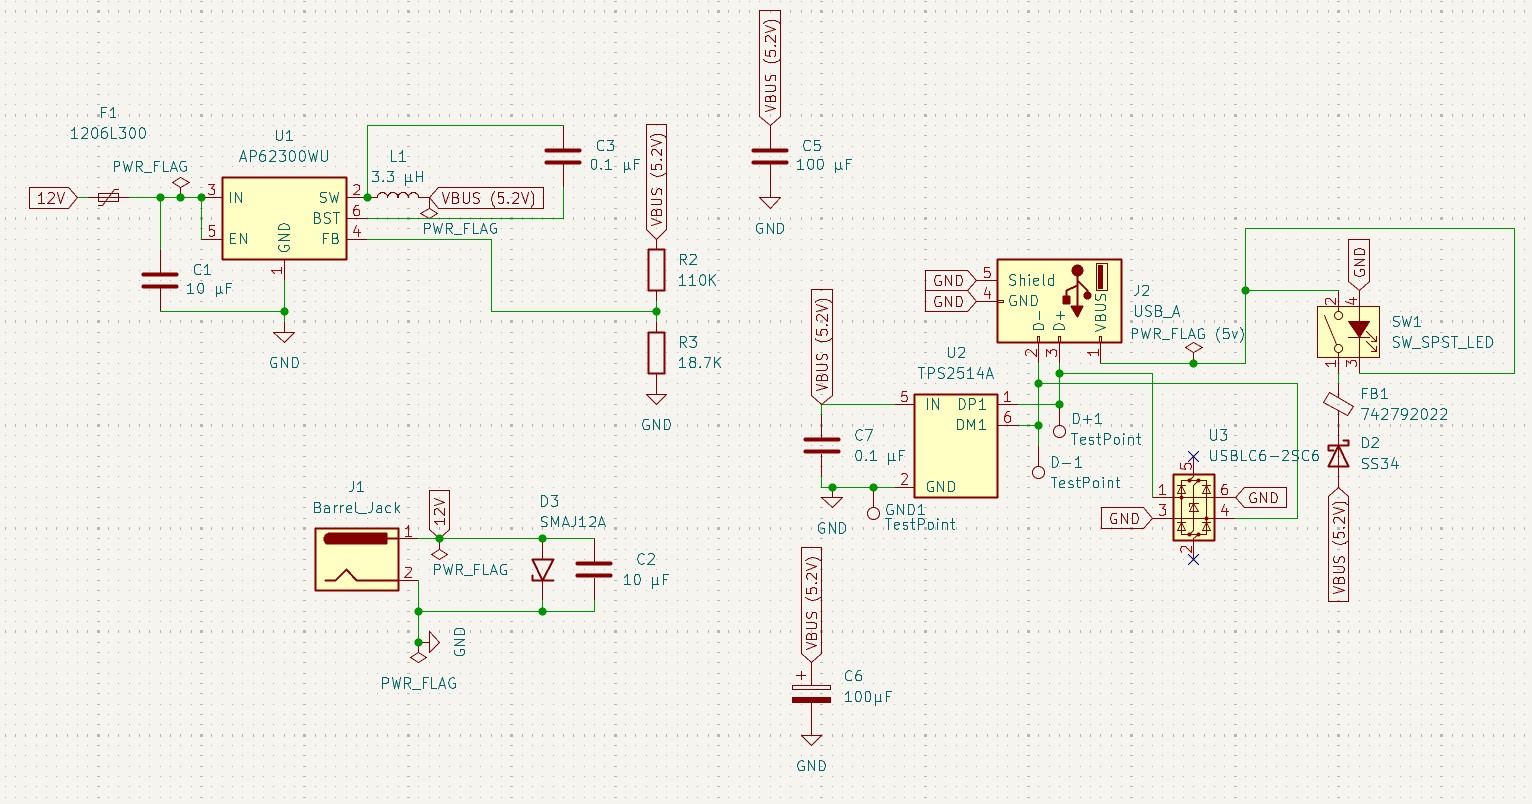 F1
1206L300
PWR_FLAG
12V
U1
AP62300WU
3
IN
5
EN
GND
1
SW
2
BST
6
FB
4
C1
10 µF
GND
L1
3.3 µH
VBUS (5.2V)
PWR_FLAG
C3
0.1 µF
VBUS (5.2V)
R2
110K
R3
18.7K
GND
VBUS (5.2V)
C5
100 µF
GND
J1
Barrel_Jack
1
2
12V
PWR_FLAG
D3
SMAJ12A
C2
10 µF
GND
PWR_FLAG
VBUS (5.2V)
C7
0.1 µF
GND
GND1
TestPoint
U2
TPS2514A
5
IN
DP1
1
DM1
6
2
GND
D+1
TestPoint
D-1
TestPoint
GND
5
Shield
GND
4
GND
D-
D+
VBUS
2
3
1
J2
USB_A
PWR_FLAG (5v)
U3
USBLC6-2SC6
5
1
6
GND
GND
3
4
2
GND
2
4
SW1
SW_SPST_LED
1
3
FB1
742792022
D2
SS34
VBUS (5.2V)
VBUS (5.2V)
+
C6
100µF
GND